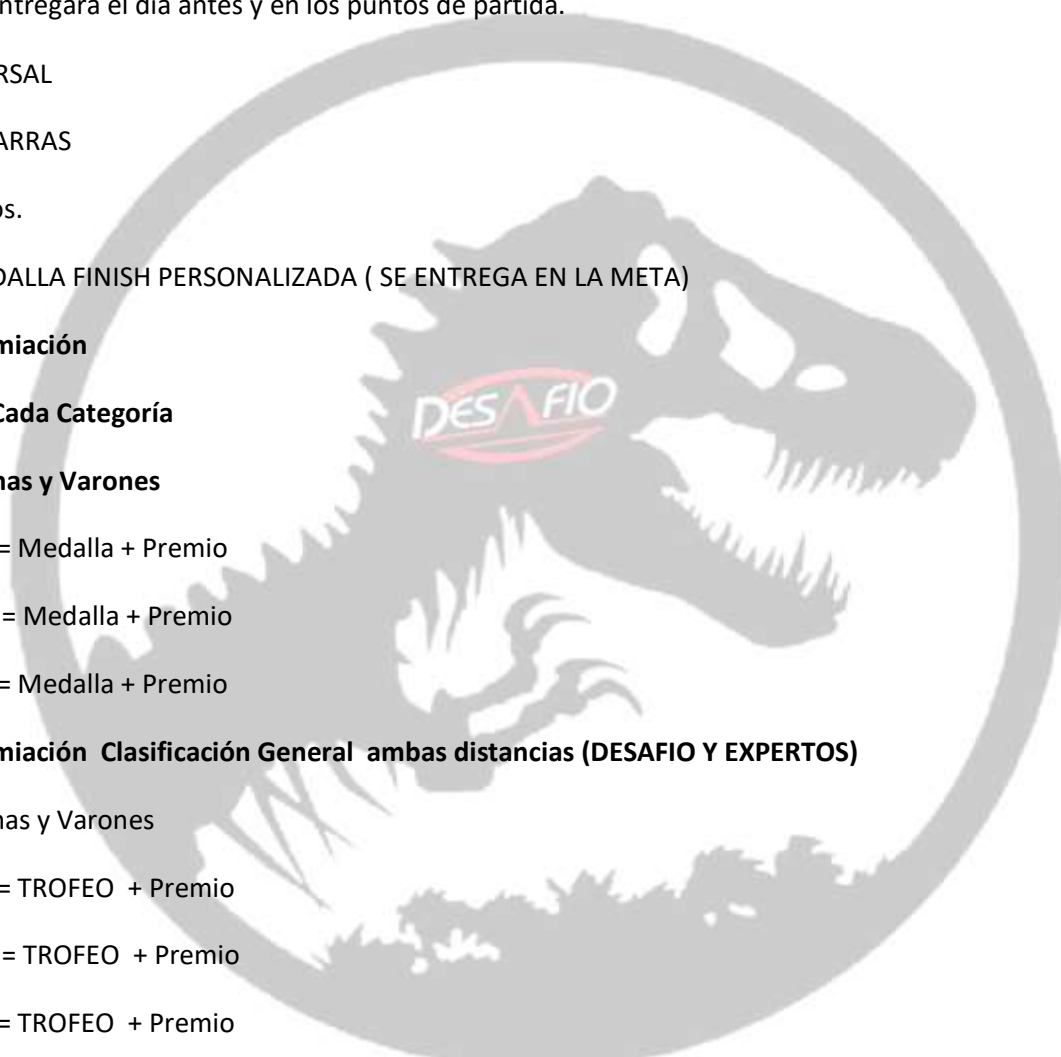 ntregará el día antes y en los puntos de partida.
RSAL
ARRAS
os.
DALLA FINISH PERSONALIZADA ( SE ENTREGA EN LA META)
miación
Cada Categoría
nas y Varones
= Medalla + Premio
= Medalla + Premio
= Medalla + Premio
miación Clasificación General ambas distancias (DESAFIO Y EXPERTOS)
nas y Varones
= TROFEO + Premio
= TROFEO + Premio
= TROFEO + Premio
DESAFIO